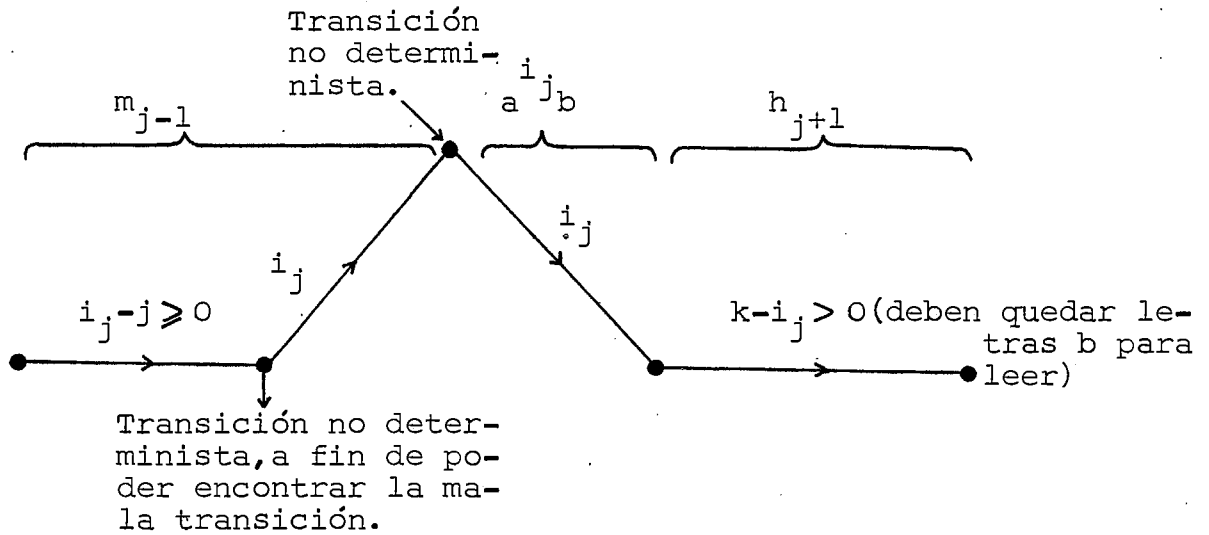 Transición
no determi-
nista.
m_{j-1}
a^{i_j}b
h_{j+1}
i_j
i_j
i_j-j⩾0
k-i_j>0(deben quedar le-
tras b para
leer)
Transición no deter-
minista,a fin de po-
der encontrar la ma-
la transición.